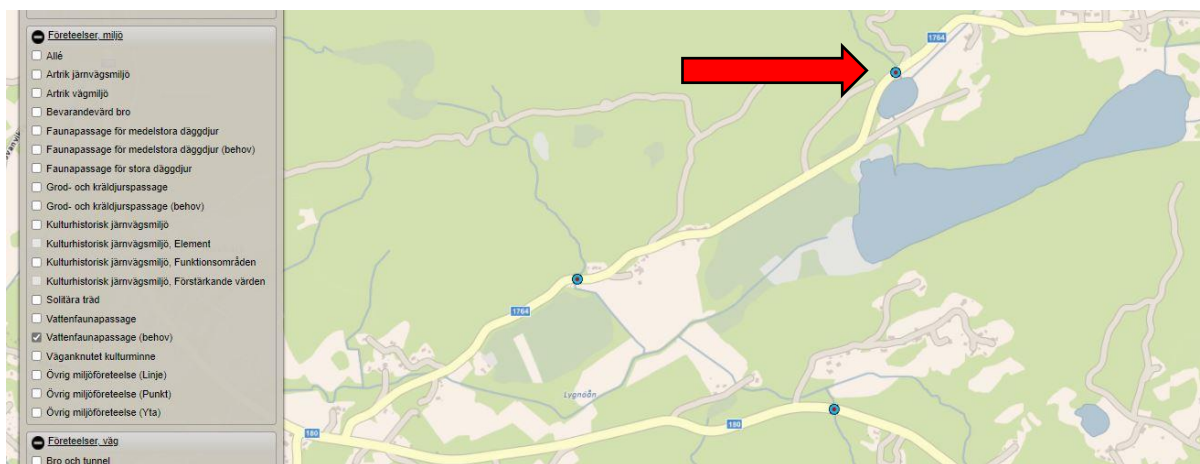 Företeelser, miljö
Allé
Artrik järnvägsmiljö
Artrik vägmiljö
Bevarandevärd bro
Faunapassage för medelstora däggdjur
Faunapassage för medelstora däggdjur (behov)
Faunapassage för stora däggdjur
Grod- och kräldjurspassage
Grod- och kräldjurspassage (behov)
Kulturhistorisk järnvägsmiljö
Kulturhistorisk järnvägsmiljö, Element
Kulturhistorisk järnvägsmiljö, Funktionsområden
Kulturhistorisk järnvägsmiljö, Förstärkande värden
Solitära träd
Vattenfaunapassage
Vattenfaunapassage (behov)
Väganknutet kulturminne
Övrig miljöföreteelse (Linje)
Övrig miljöföreteelse (Punkt)
Övrig miljöföreteelse (Yta)
Företeelser, väg
Bro och tunnel
1764
1764
Lygnöån
180
180
180